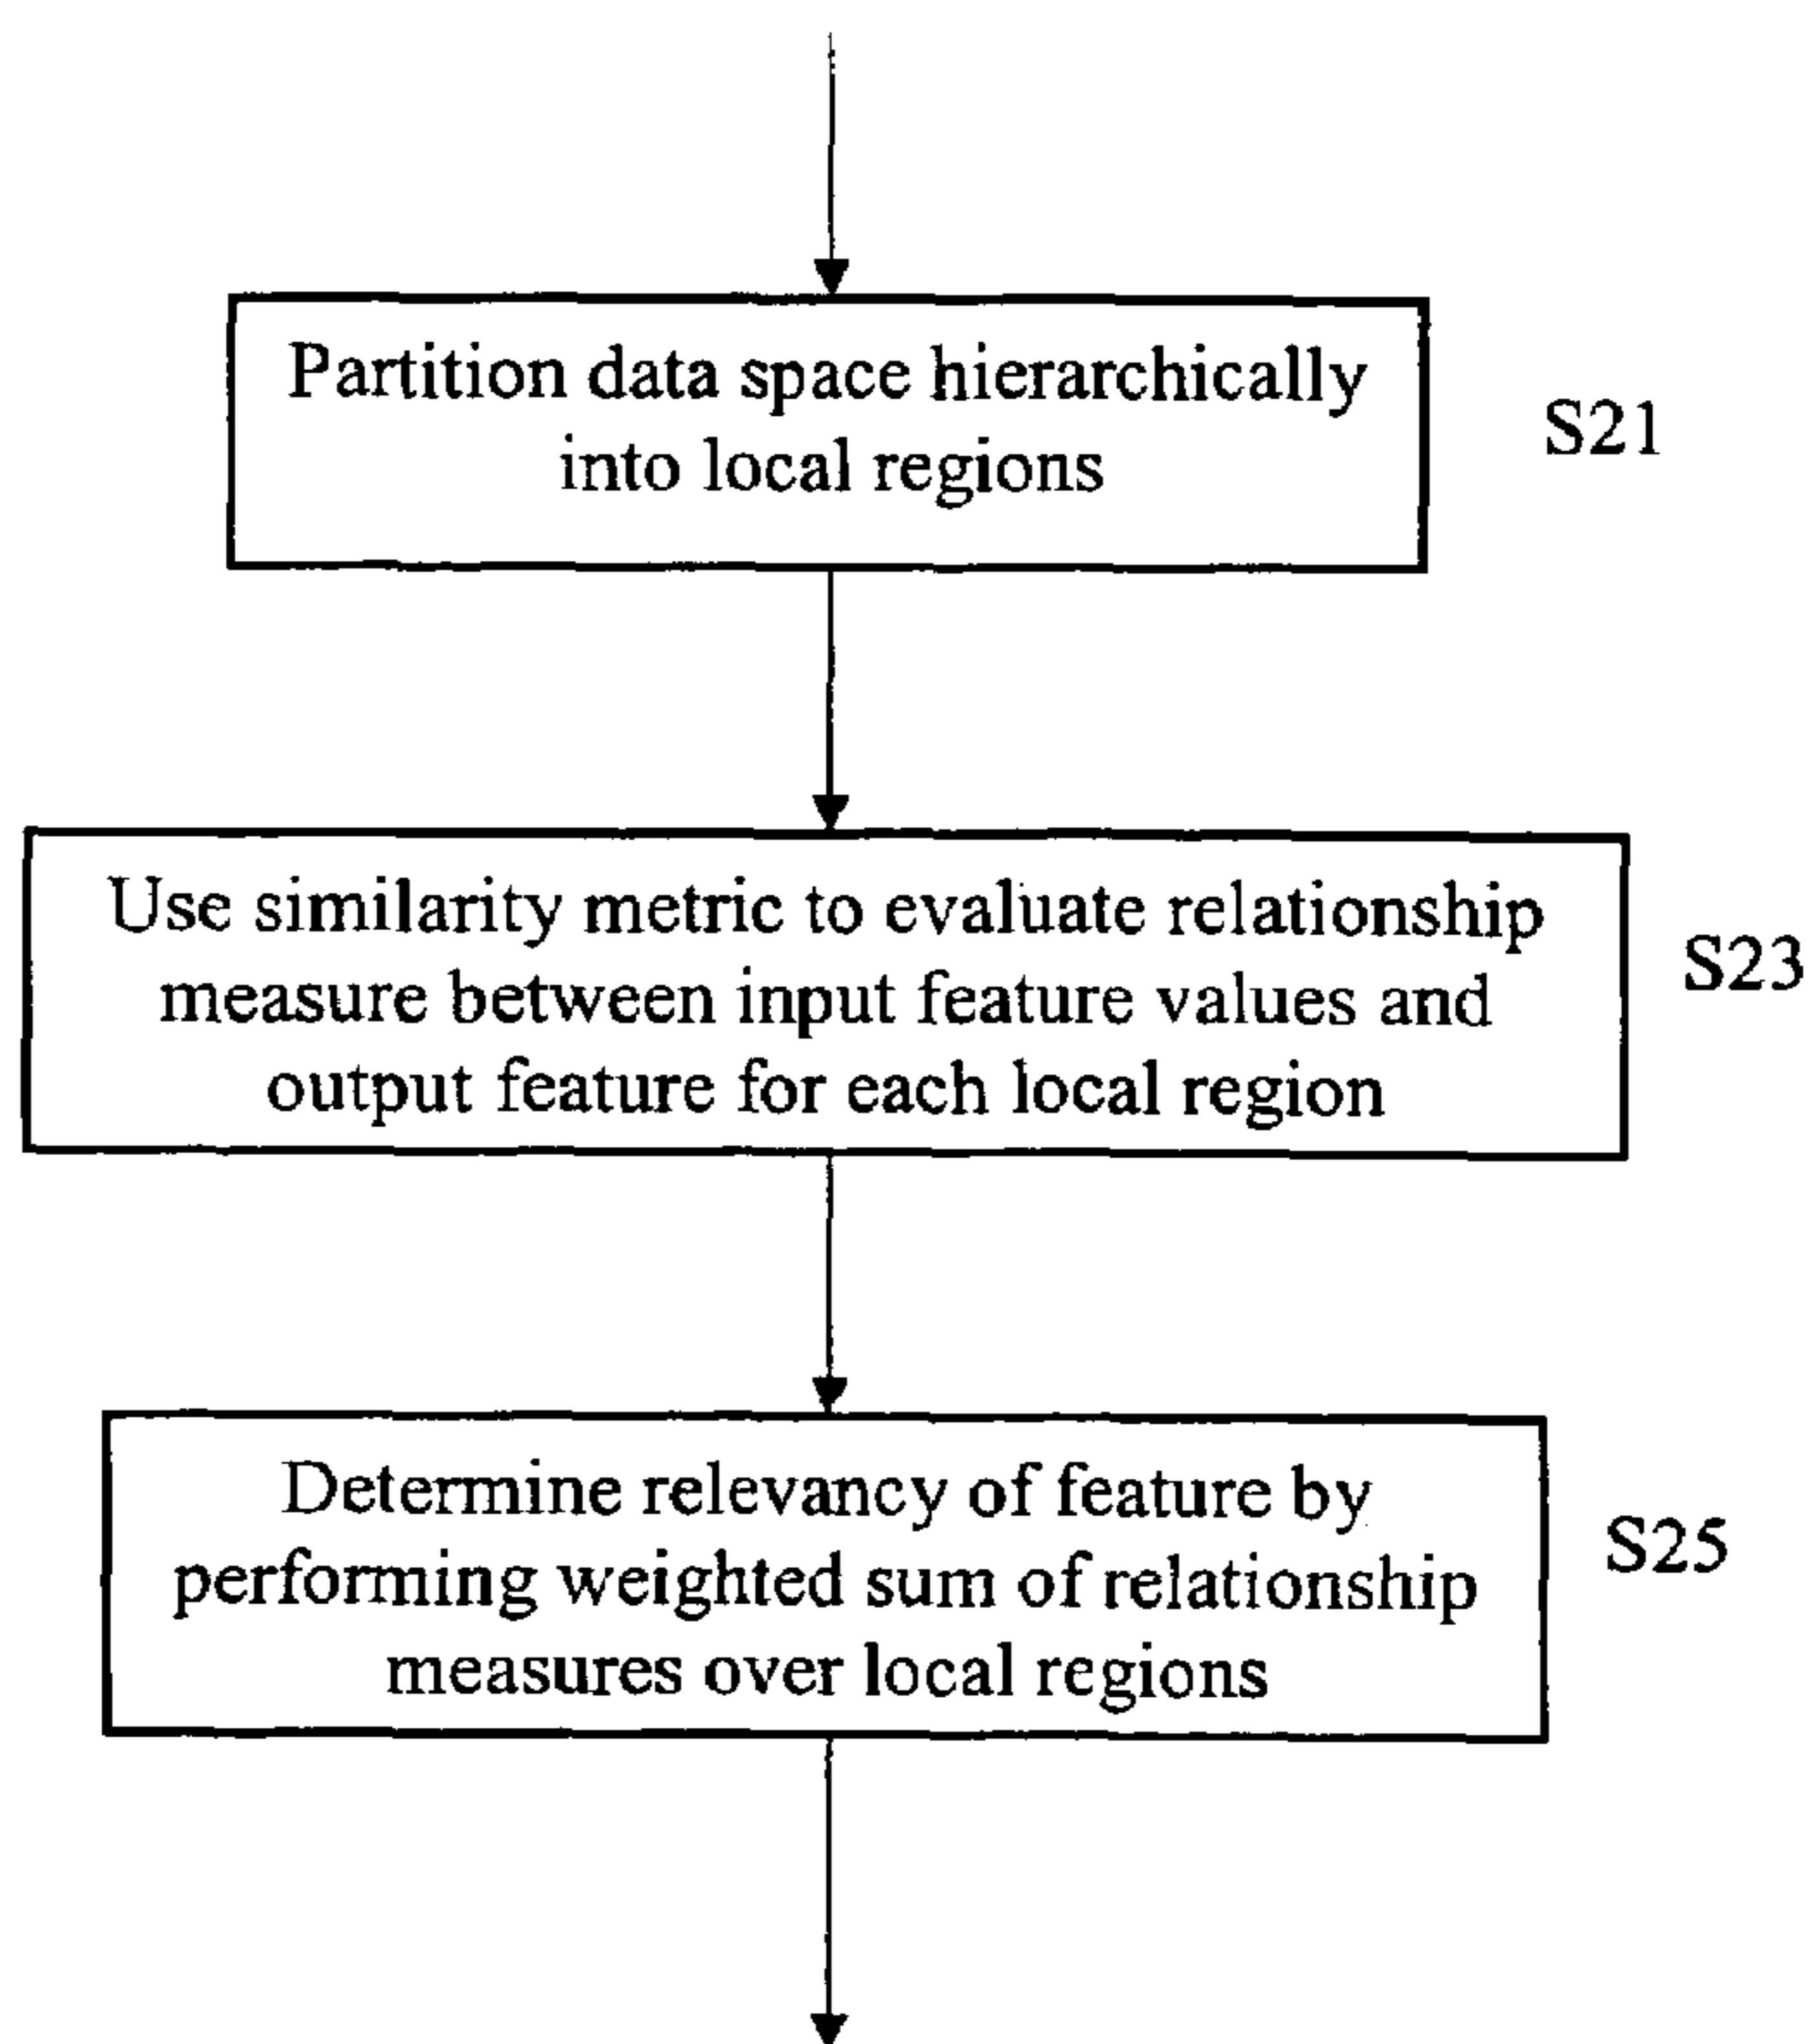 Partition data space hierarchically
into local regions
S21
Use similarity metric to evaluate relationship
measure between input feature values and
output feature for each local region
S23
Determine relevancy of feature by
performing weighted sum of relationship
measures over local regions
S25